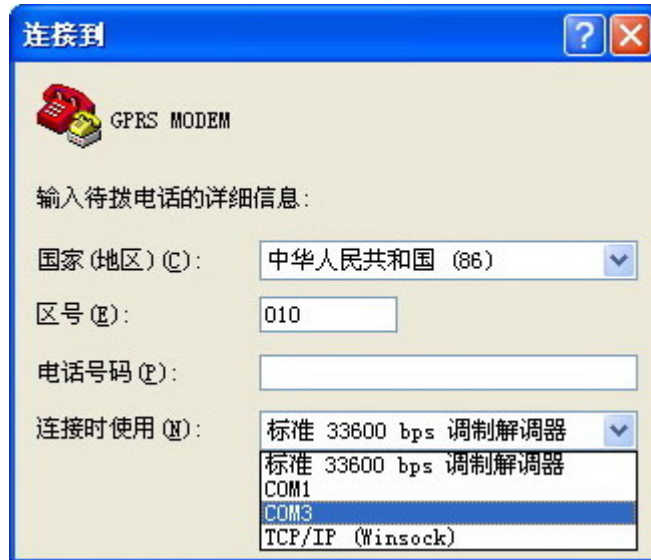 连接到
GPRS MODEM
输入待拨电话的详细信息:
国家(地区)(C): 中华人民共和国 (86)
区号(E): 010
电话号码(P):
连接时使用(N): 标准 33600 bps 调制解调器
标准 33600 bps 调制解调器
COM1
COM3
TCP/IP (Winsock)